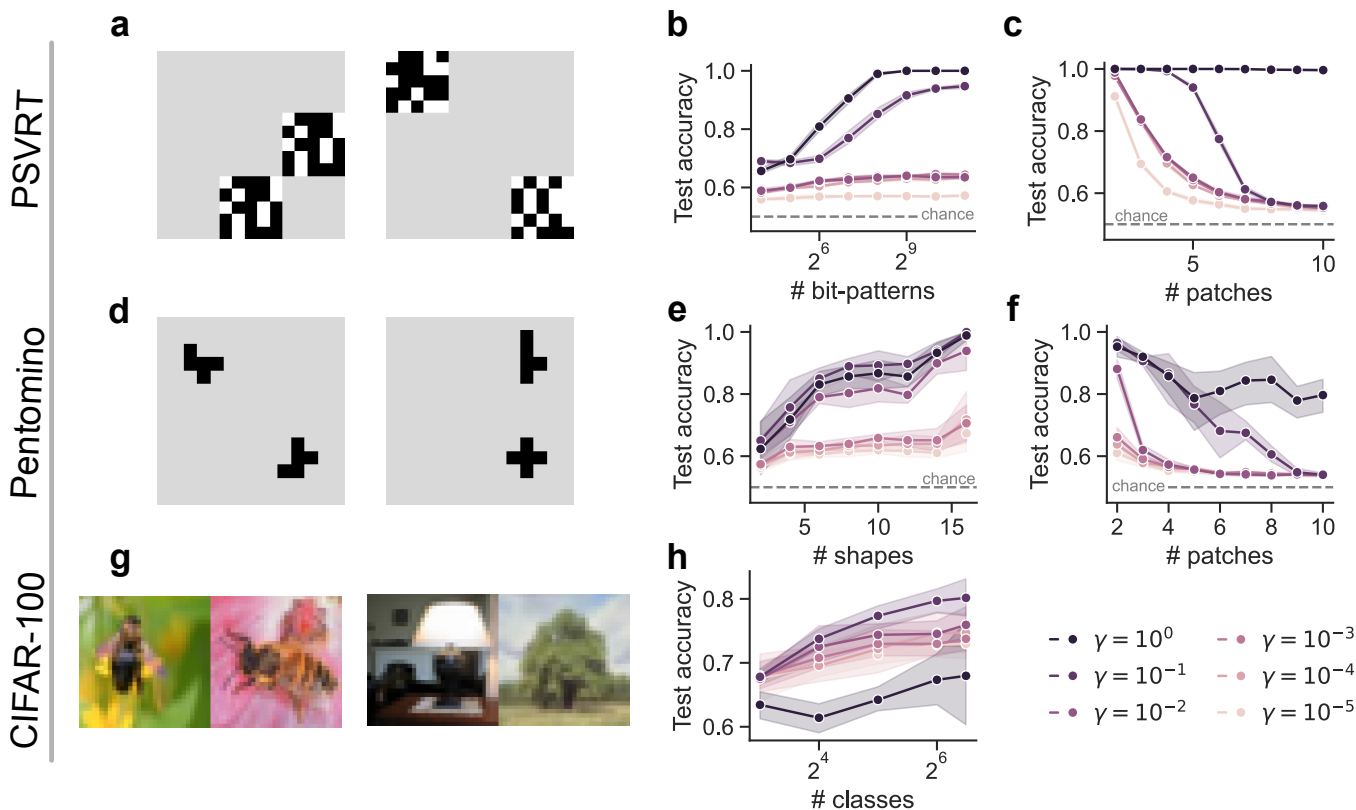 PSVRT
Pentomino
CIFAR-100
a
b
Test accuracy
1.0
0.8
0.6
chance
2^6
2^9
# bit-patterns
c
Test accuracy
1.0
0.8
0.6
chance
5
10
# patches
d
e
Test accuracy
1.0
0.8
0.6
chance
5
10
15
# shapes
f
Test accuracy
1.0
0.8
0.6
chance
2
4
6
8
10
# patches
g
h
Test accuracy
0.8
0.7
0.6
2^4
2^6
# classes
γ = 10^0
γ = 10^-1
γ = 10^-2
γ = 10^-3
γ = 10^-4
γ = 10^-5